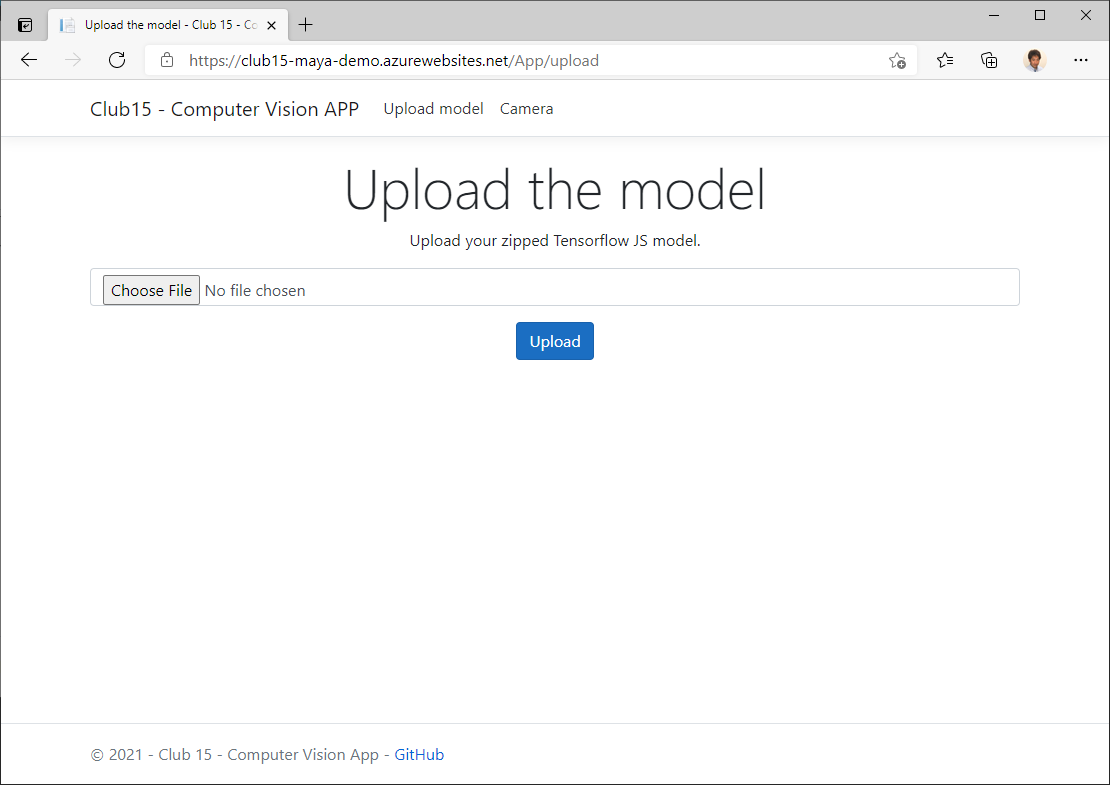 Upload the model - Club 15 - Co
https://club15-maya-demo.azurewebsites.net/App/upload
Club15 - Computer Vision APP Upload model Camera
Upload the model
Upload your zipped Tensorflow JS model.
Choose File No file chosen
Upload
© 2021 - Club 15 - Computer Vision App - GitHub